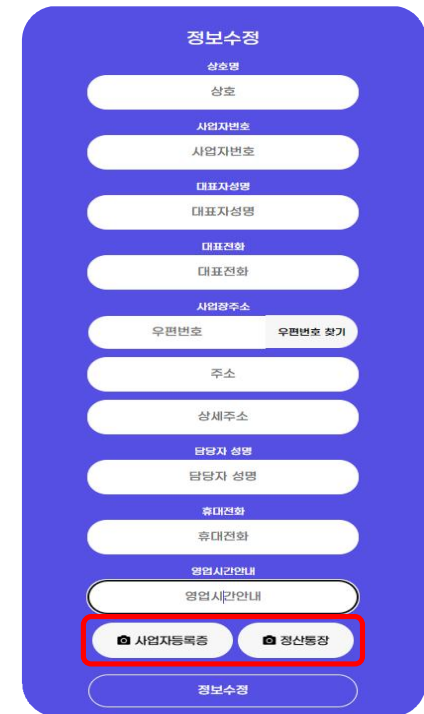 정보수정
상호명
상호
사업자번호
사업자번호
대표자성명
대표자성명
대표전화
대표전화
사업장주소
우편번호 우편번호 찾기
주소
상세주소
담당자 성명
담당자 성명
휴대전화
휴대전화
영업시간안내
영업시간안내
사업자등록증 정산통장
정보수정